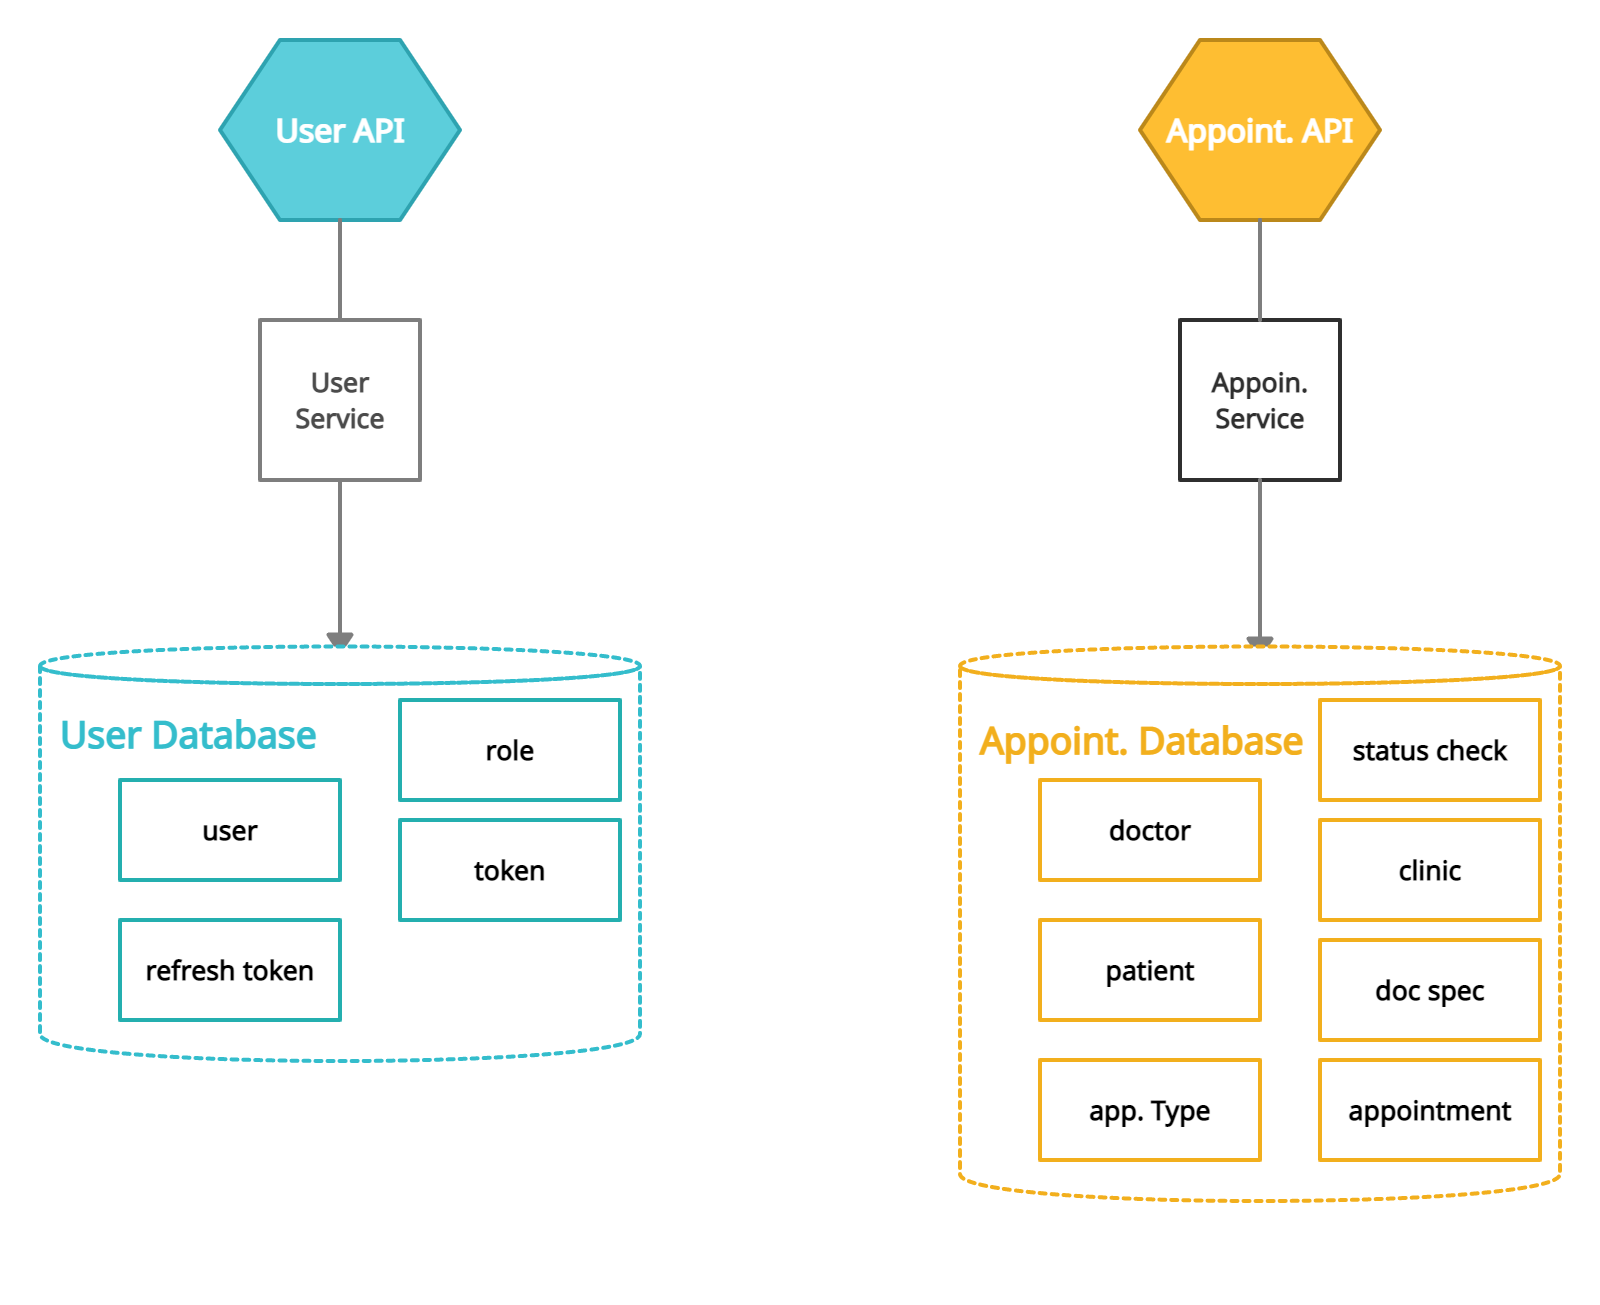 User API
Appoint. API
User
Service
Appoin.
Service
User Database
role
user
token
refresh token
Appoint. Database
status check
doctor
clinic
patient
doc spec
app. Type
appointment